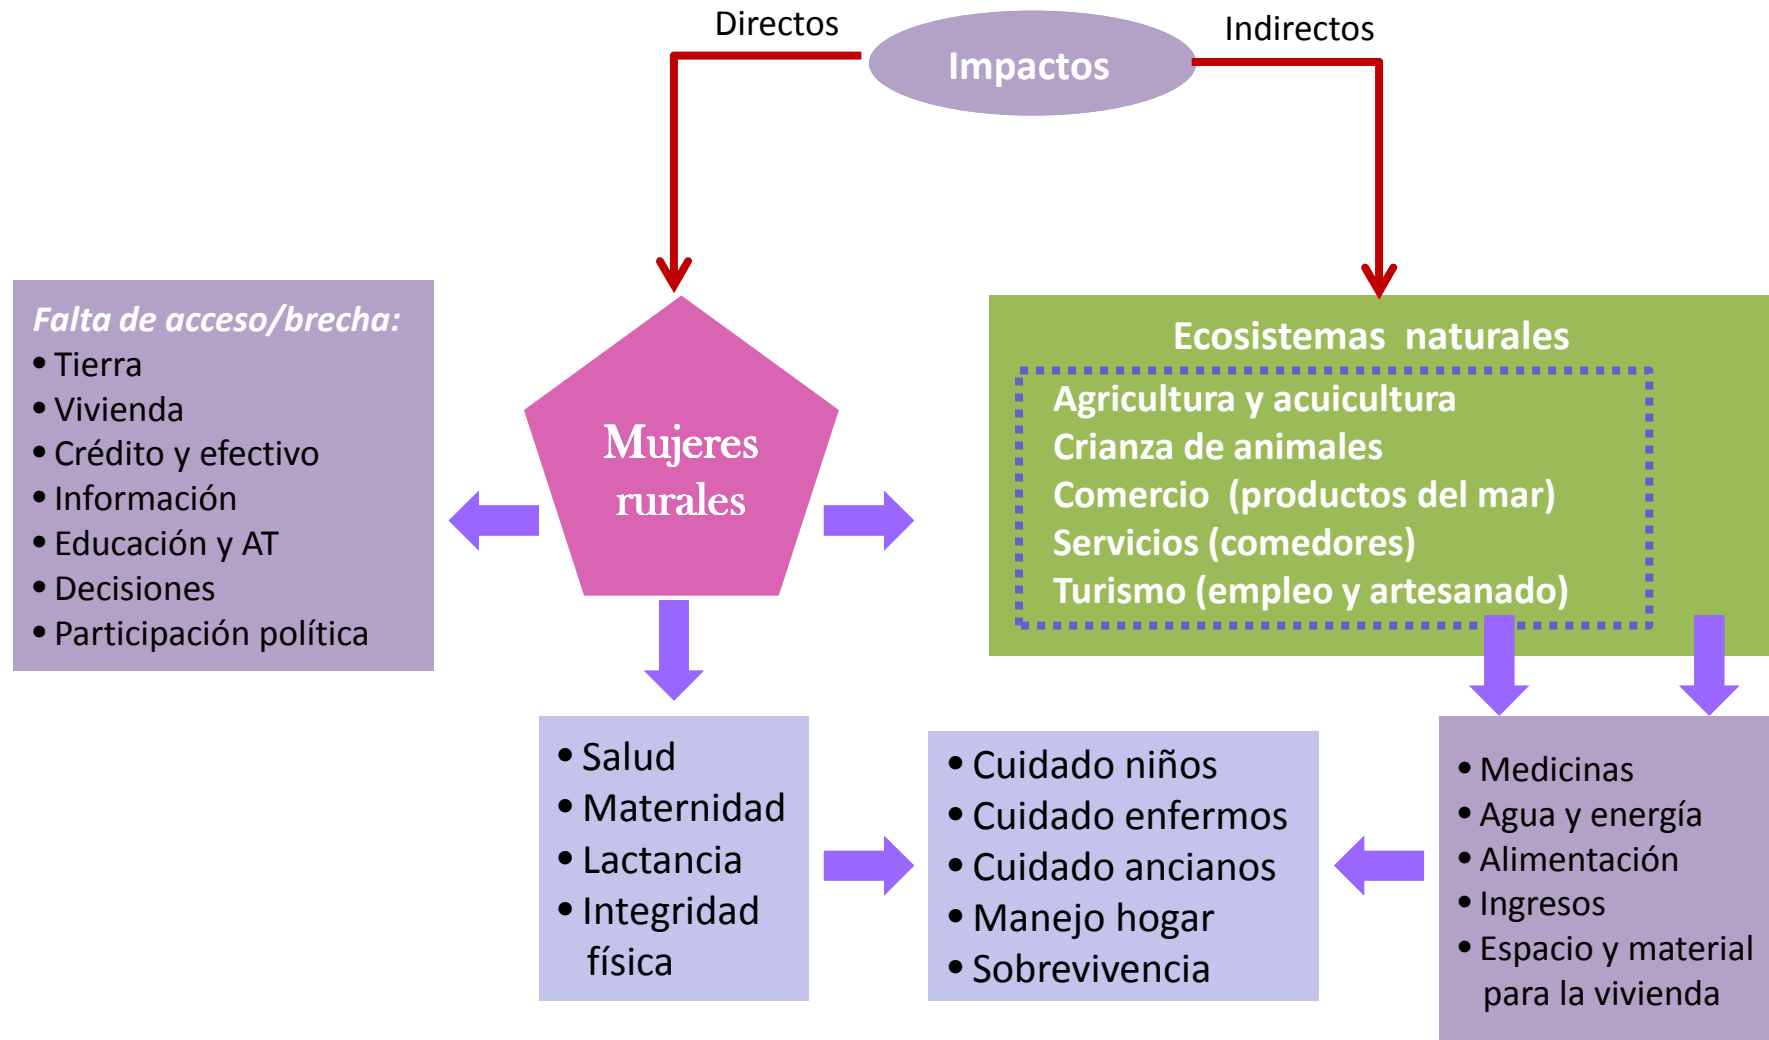 Directos
Impactos
Indirectos
Falta de acceso/brecha:
• Tierra
• Vivienda
• Crédito y efectivo
• Información
• Educación y AT
• Decisiones
• Participación política
Mujeres
rurales
Ecosistemas naturales
Agricultura y acuicultura
Crianza de animales
Comercio (productos del mar)
Servicios (comedores)
Turismo (empleo y artesanado)
• Salud
• Maternidad
• Lactancia
• Integridad
física
• Cuidado niños
• Cuidado enfermos
• Cuidado ancianos
• Manejo hogar
• Sobrevivencia
• Medicinas
• Agua y energía
• Alimentación
• Ingresos
• Espacio y material
para la vivienda